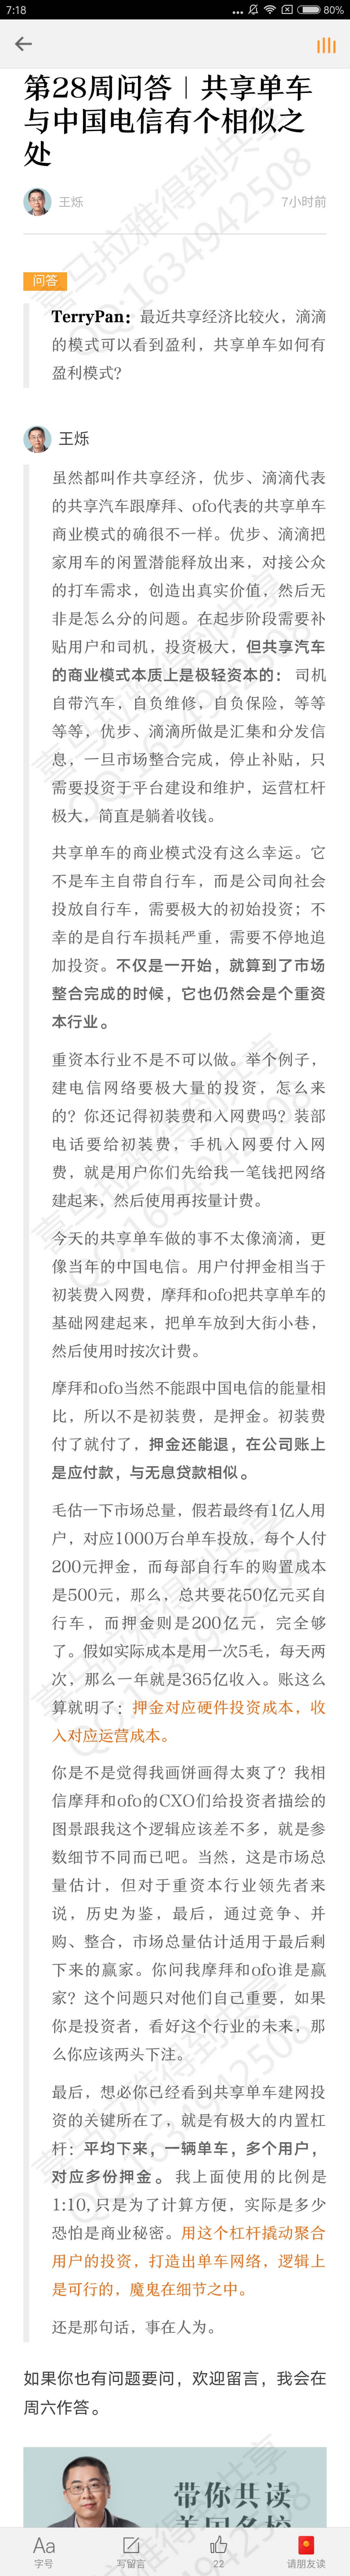 7:18
80%
第28周问答｜共享单车
与中国电信有个相似之
处
王烁
7小时前
问答
TerryPan：最近共享经济比较火，滴滴
的模式可以看到盈利，共享单车如何有
盈利模式？
王烁
虽然都叫作共享经济，优步、滴滴代表
的共享汽车跟摩拜、ofo代表的共享单车
商业模式的确很不一样。优步、滴滴把
家用车的闲置潜能释放出来，对接公众
的打车需求，创造出真实价值，然后无
非是怎么分的问题。在起步阶段需要补
贴用户和司机，投资极大，但共享汽车
的商业模式本质上是极轻资本的：司机
自带汽车，自负维修，自负保险，等等
等等，优步、滴滴所做是汇集和分发信
息，一旦市场整合完成，停止补贴，只
需要投资于平台建设和维护，运营杠杆
极大，简直是躺着收钱。
共享单车的商业模式没有这么幸运。它
不是车主自带自行车，而是公司向社会
投放自行车，需要极大的初始投资；不
幸的是自行车损耗严重，需要不停地追
加投资。不仅是一开始，就算到了市场
整合完成的时候，它也仍然会是个重资
本行业。
重资本行业不是不可以做。举个例子，
建电信网络要极大量的投资，怎么来
的？你还记得初装费和入网费吗？装部
电话要给初装费，手机入网要付入网
费，就是用户你们先给我一笔钱把网络
建起来，然后使用再按量计费。
今天的共享单车做的事不太像滴滴，更
像当年的中国电信。用户付押金相当于
初装费入网费，摩拜和ofo把共享单车的
基础网建起来，把单车放到大街小巷，
然后使用时按次计费。
摩拜和ofo当然不能跟中国电信的能量相
比，所以不是初装费，是押金。初装费
付了就付了，押金还能退，在公司账上
是应付款，与无息贷款相似。
毛估一下市场总量，假若最终有1亿人用
户，对应1000万台单车投放，每个人付
200元押金，而每部自行车的购置成本
是500元，那么，总共要花50亿元买自
行车，而押金则是200亿元，完全够
了。假如实际成本是用一次5毛，每天两
次，那么一年就是365亿收入。账这么
算就明了：押金对应硬件投资成本，收
入对应运营成本。
你是不是觉得我画饼画得太爽了？我相
信摩拜和ofo的CXO们给投资者描绘的
图景跟我这个逻辑应该差不多，就是参
数细节不同而已吧。当然，这是市场总
量估计，但对于重资本行业领先者来
说，历史为鉴，最后，通过竞争、并
购、整合，市场总量估计适用于最后剩
下来的赢家。你问我摩拜和ofo谁是赢
家？这个问题只对他们自己重要，如果
你是投资者，看好这个行业的未来，那
么你应该两头下注。
最后，想必你已经看到共享单车建网投
资的关键所在了，就是有极大的内置杠
杆：平均下来，一辆单车，多个用户，
对应多份押金。我上面使用的比例是
1:10,只是为了计算方便，实际是多少
恐怕是商业秘密。用这个杠杆撬动聚合
用户的投资，打造出单车网络，逻辑上
是可行的，魔鬼在细节之中。
还是那句话，事在人为。
如果你也有问题要问，欢迎留言，我会在
周六作答。
带你共读
美国名校
Aa
字号
写留言
22
请朋友读
喜马拉雅得到共享
QQ:1634942508